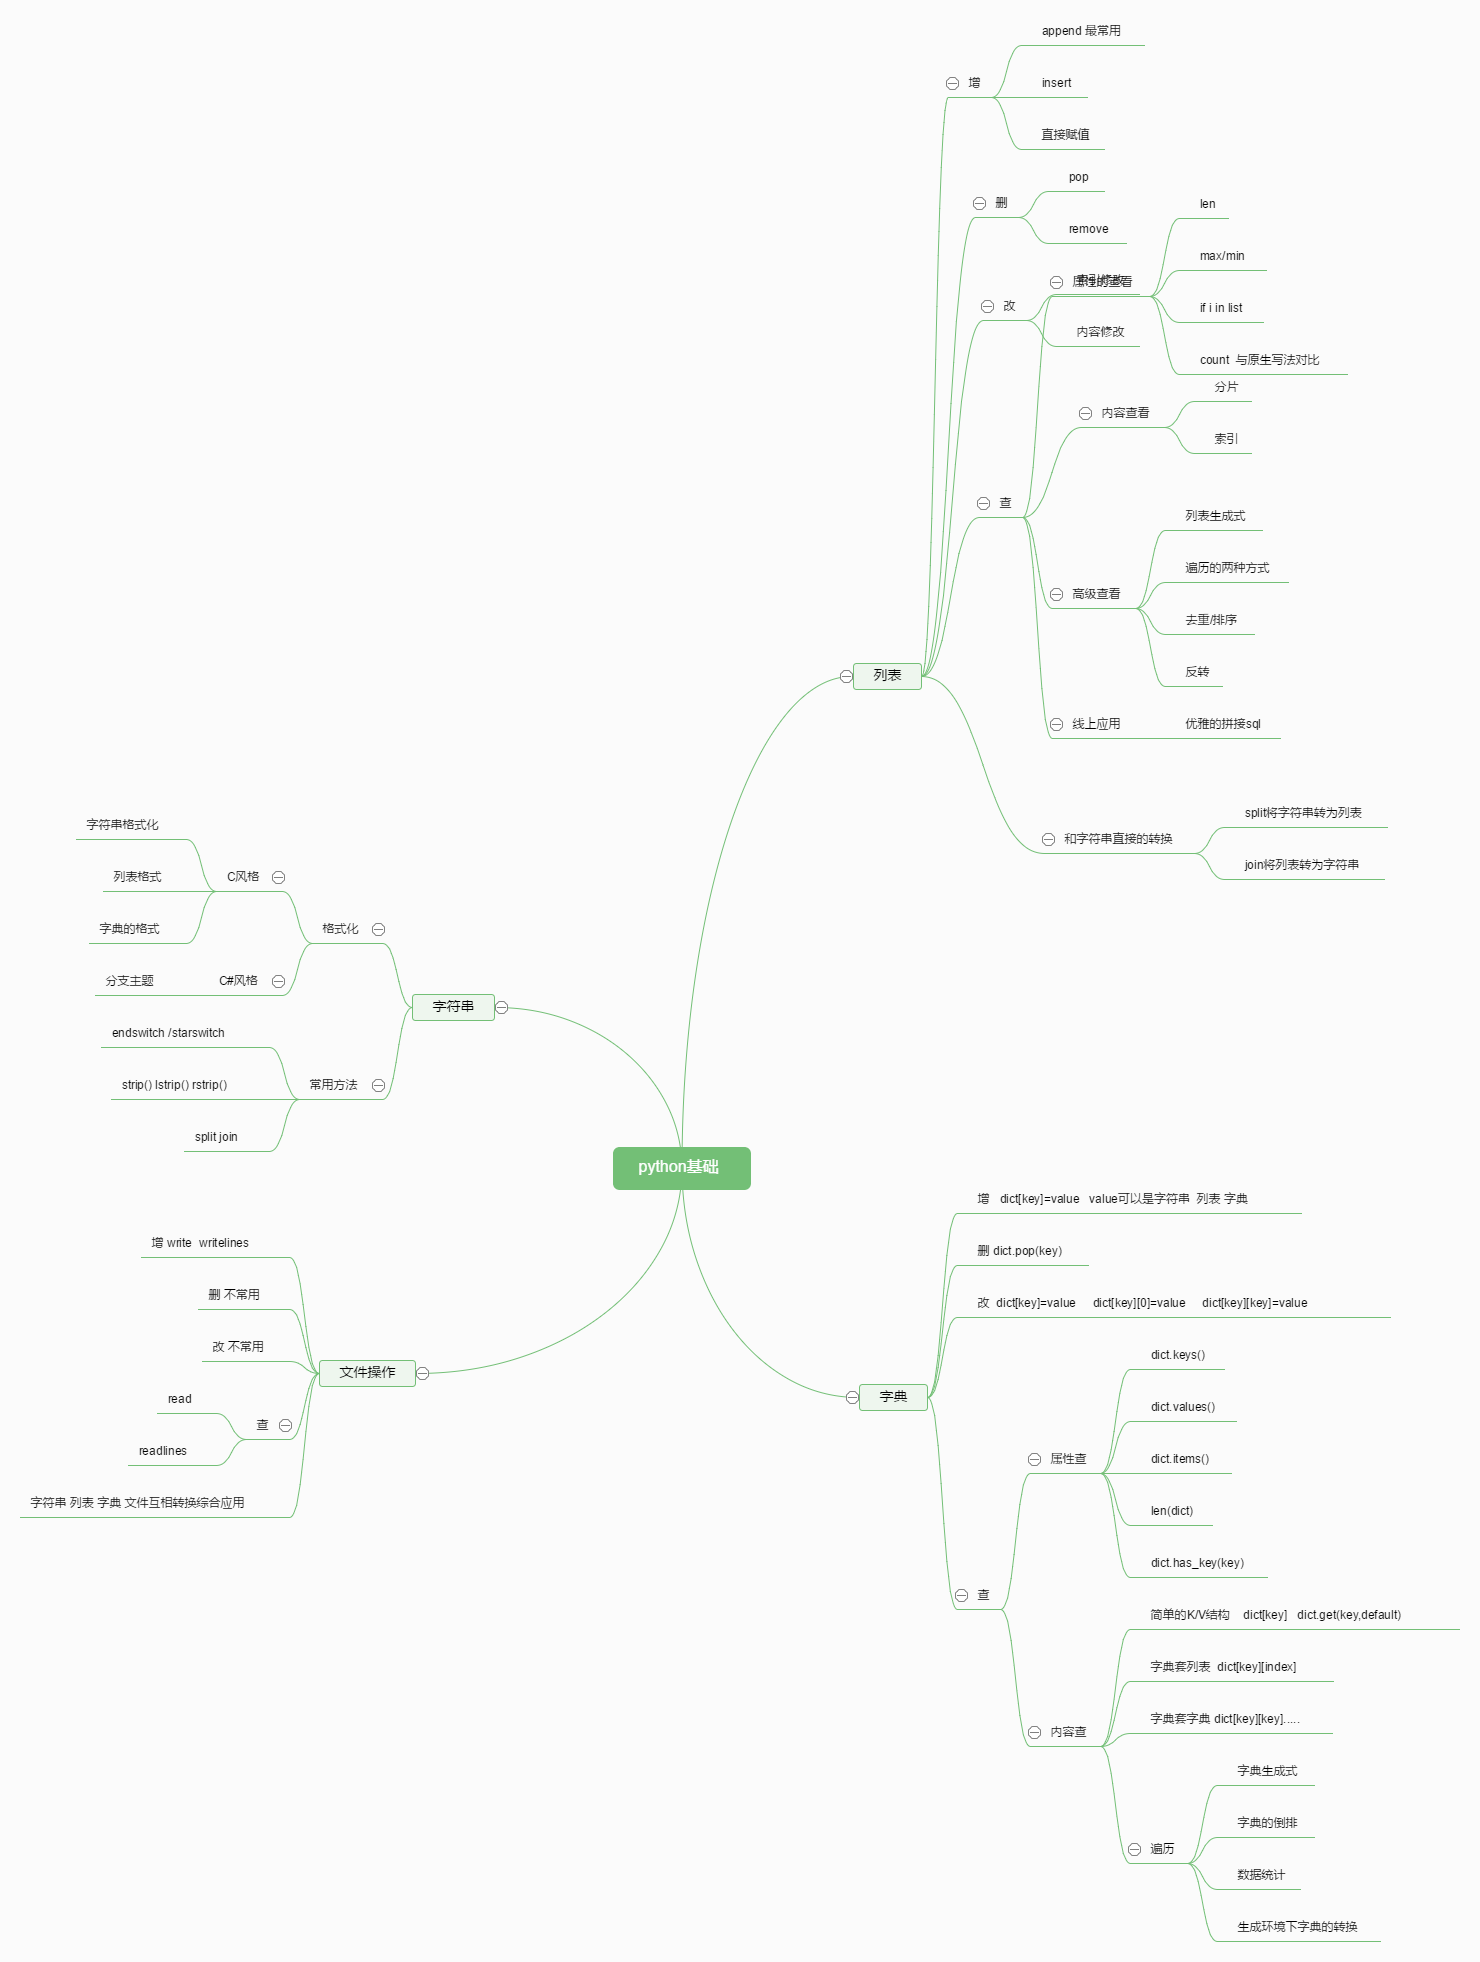 python基础
列表
增
append 最常用
insert
直接赋值
删
pop
remove
改
索引修改
内容修改
查
属性的查看
len
max/min
if i in list
count  与原生写法对比
内容查看
分片
索引
高级查看
列表生成式
遍历的两种方式
去重/排序
反转
线上应用
优雅的拼接sql
和字符串直接的转换
split将字符串转为列表
join将列表转为字符串
字符串
格式化
C风格
字符串格式化
列表格式
字典的格式
C#风格
分支主题
常用方法
endswitch /starswitch
strip() lstrip() rstrip()
split join
文件操作
增 write  writelines
删 不常用
改 不常用
查
read
readlines
字符串 列表 字典 文件互相转换综合应用
字典
增   dict[key]=value   value可以是字符串  列表 字典
删 dict.pop(key)
改  dict[key]=value     dict[key][0]=value     dict[key][key]=value
查
属性查
dict.keys()
dict.values()
dict.items()
len(dict)
dict.has_key(key)
内容查
简单的K/V结构    dict[key]   dict.get(key,default)
字典套列表  dict[key][index]
字典套字典 dict[key][key].....
遍历
字典生成式
字典的倒排
数据统计
生成环境下字典的转换